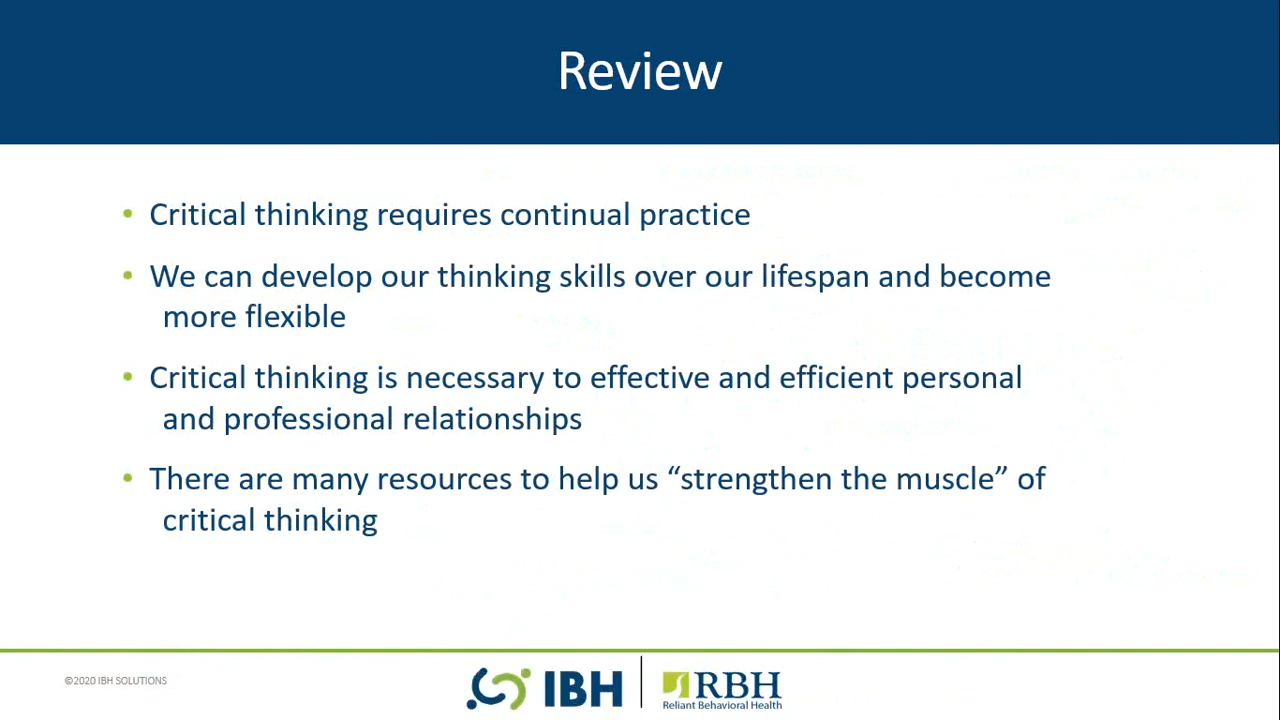 Review
• Critical thinking requires continual practice
• We can develop our thinking skills over our lifespan and become
more flexible
• Critical thinking is necessary to effective and efficient personal
and professional relationships
• There are many resources to help us “strengthen the muscle” of
critical thinking
©2020 IBH SOLUTIONS
IBH
RBH
Reliant Behavioral Health